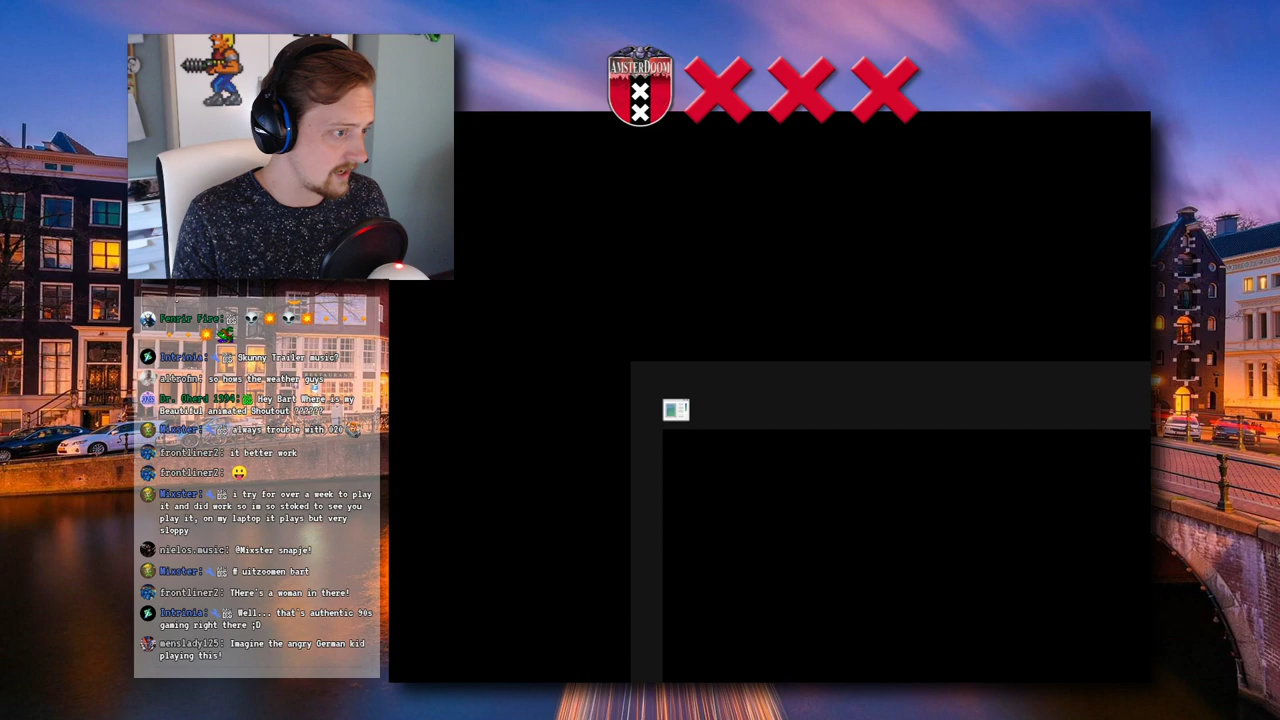 AMSTERDOOM
Fenrir Fire:
Intrinia: Skunny Trailer music?
altrofın: so hows the weather guys
Dr. Oberd 1994: Hey Bart Where is my
Beautiful animated Shoutout ??????
Mixster: always trouble with 020
frontliner2: it better work
frontliner2:
Mixster: i try for over a week to play
it and did work so im so stoked to see you
play it, on my laptop it plays but very
sloppy
nielos.music: @Mixster snapje!
Mixster: # uitzoomen bart
frontliner2: THere's a woman in there!
Intrinia: Well... that's authentic 90s
gaming right there ;D
menslady125: Imagine the angry German kid
playing this!